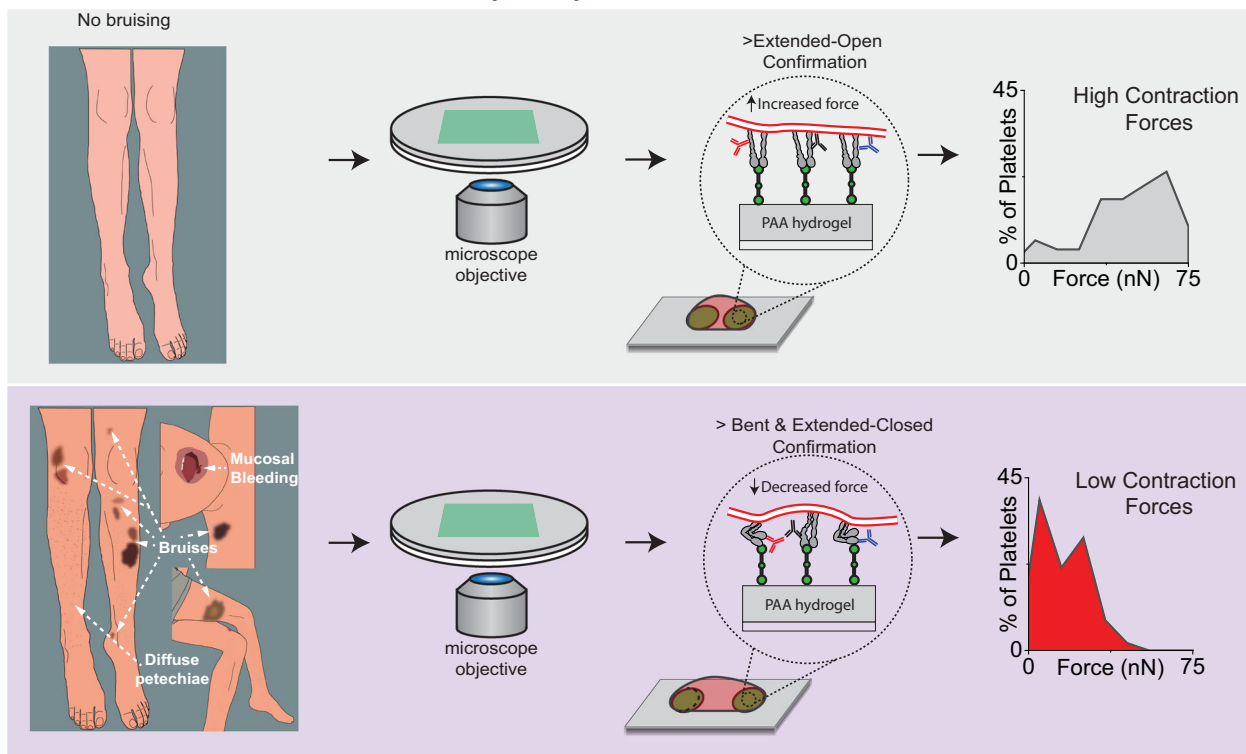 No bruising
>Extended-Open
Confirmation
Increased force
PAA hydrogel
microscope
objective
High Contraction
Forces
% of Platelets
45
0
0
Force (nN)
75
Mucosal
Bleeding
Bruises
Diffuse
petechiae
> Bent & Extended-Closed
Confirmation
Decreased force
PAA hydrogel
microscope
objective
Low Contraction
Forces
% of Platelets
45
0
0
Force (nN)
75